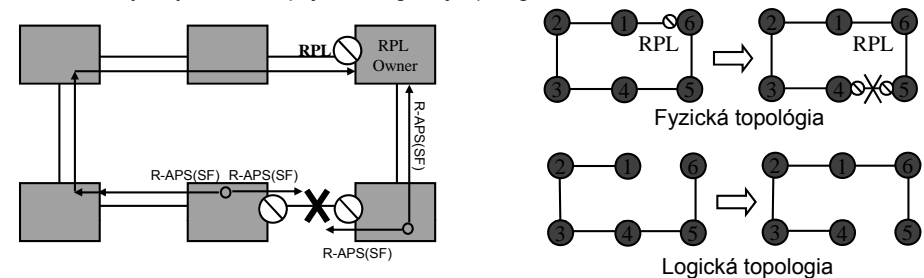 RPL
RPL
Owner
R-APS(SF)
R-APS(SF) R-APS(SF)
R-APS(SF)
2 1 6
RPL
3 4 5
2 1 6
RPL
3 4 5
Fyzická topológia
2 1 6
3 4 5
2 1 6
3 4 5
Logická topologia